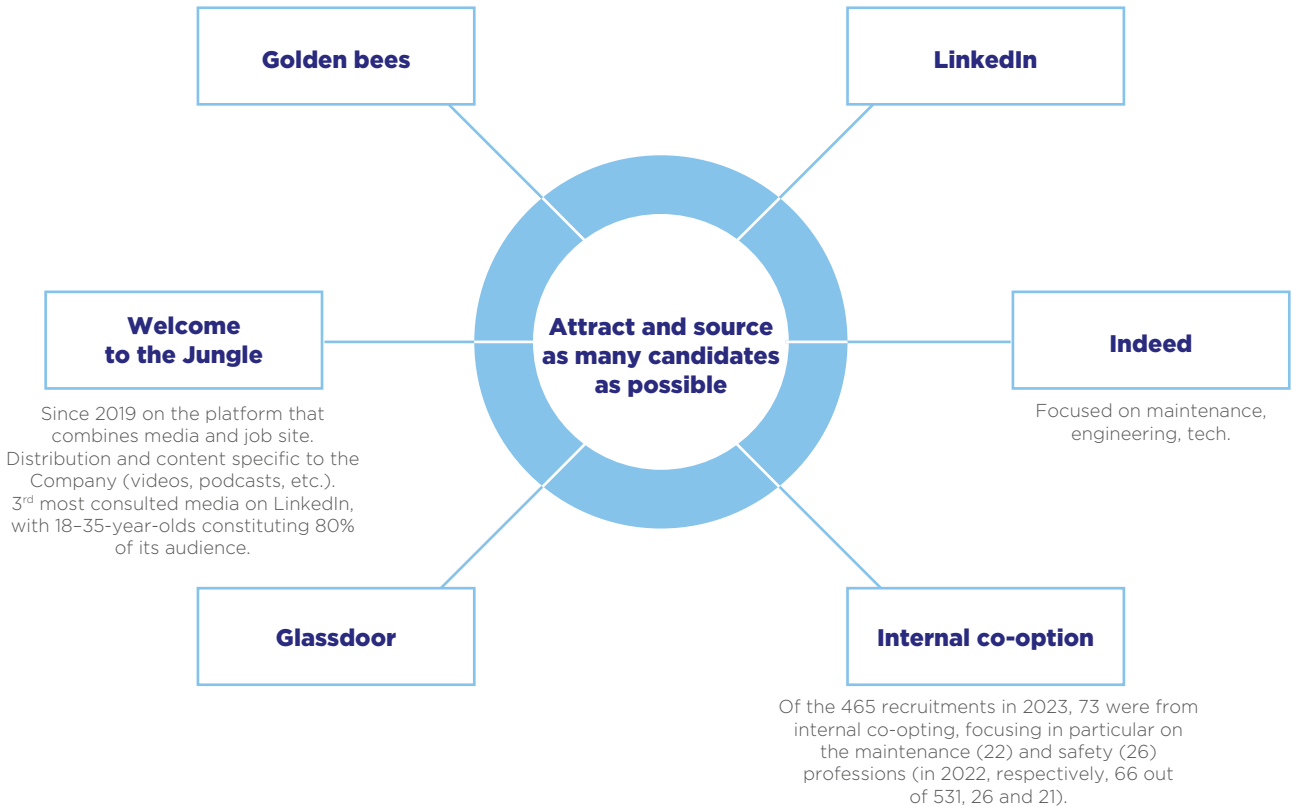 Golden bees
LinkedIn
Attract and source
as many candidates
as possible
Welcome
to the Jungle
Since 2019 on the platform that
combines media and job site.
Distribution and content specific to the
Company (videos, podcasts, etc.).
3rd most consulted media on LinkedIn,
with 18–35-year-olds constituting 80%
of its audience.
Indeed
Focused on maintenance,
engineering, tech.
Glassdoor
Internal co-option
Of the 465 recruitments in 2023, 73 were from
internal co-opting, focusing in particular on
the maintenance (22) and safety (26)
professions (in 2022, respectively, 66 out
of 531, 26 and 21).